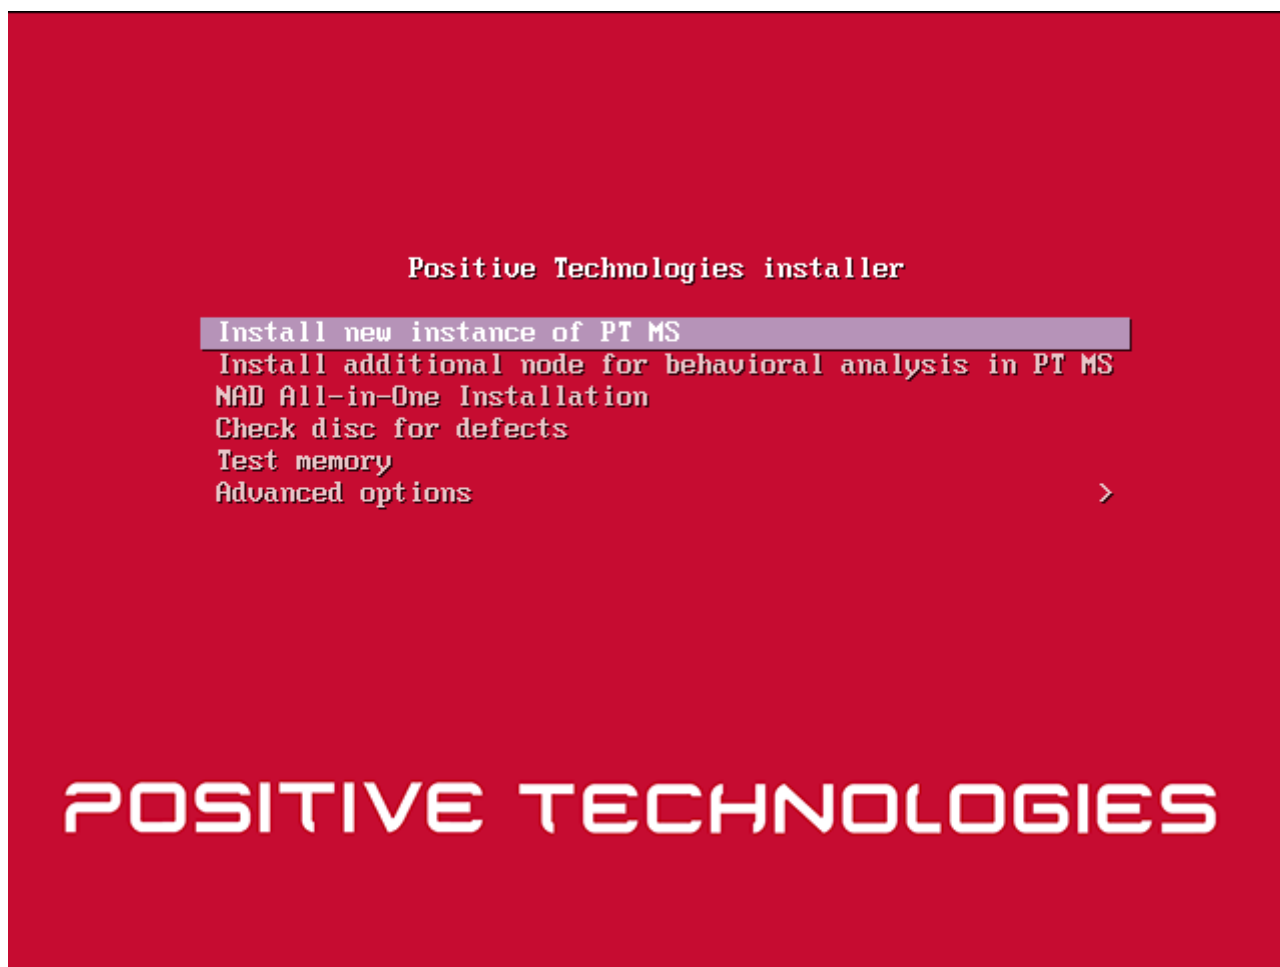 Positive Technologies installer
Install new instance of PT MS
Install additional node for behavioral analysis in PT MS
NAD All-in-One Installation
Check disc for defects
Test memory
Advanced options >
POSITIVE TECHNOLOGIES